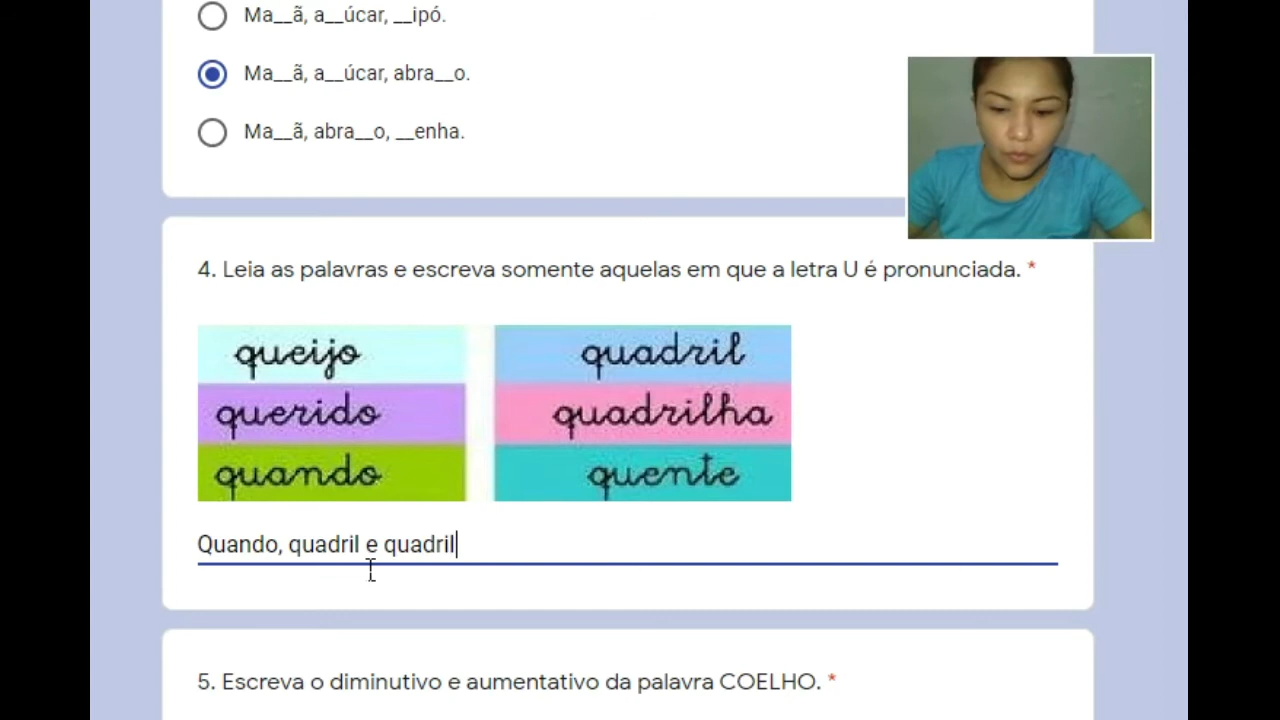 Ma__ã, a__úcar, __ipó.
Ma__ã, a__úcar, abra__o.
Ma__ã, abra__o, __enha.
4. Leia as palavras e escreva somente aquelas em que a letra U é pronunciada. *
queijo
querido
quando
quadril
quadrilha
quente
Quando, quadril e quadril
5. Escreva o diminutivo e aumentativo da palavra COELHO. *